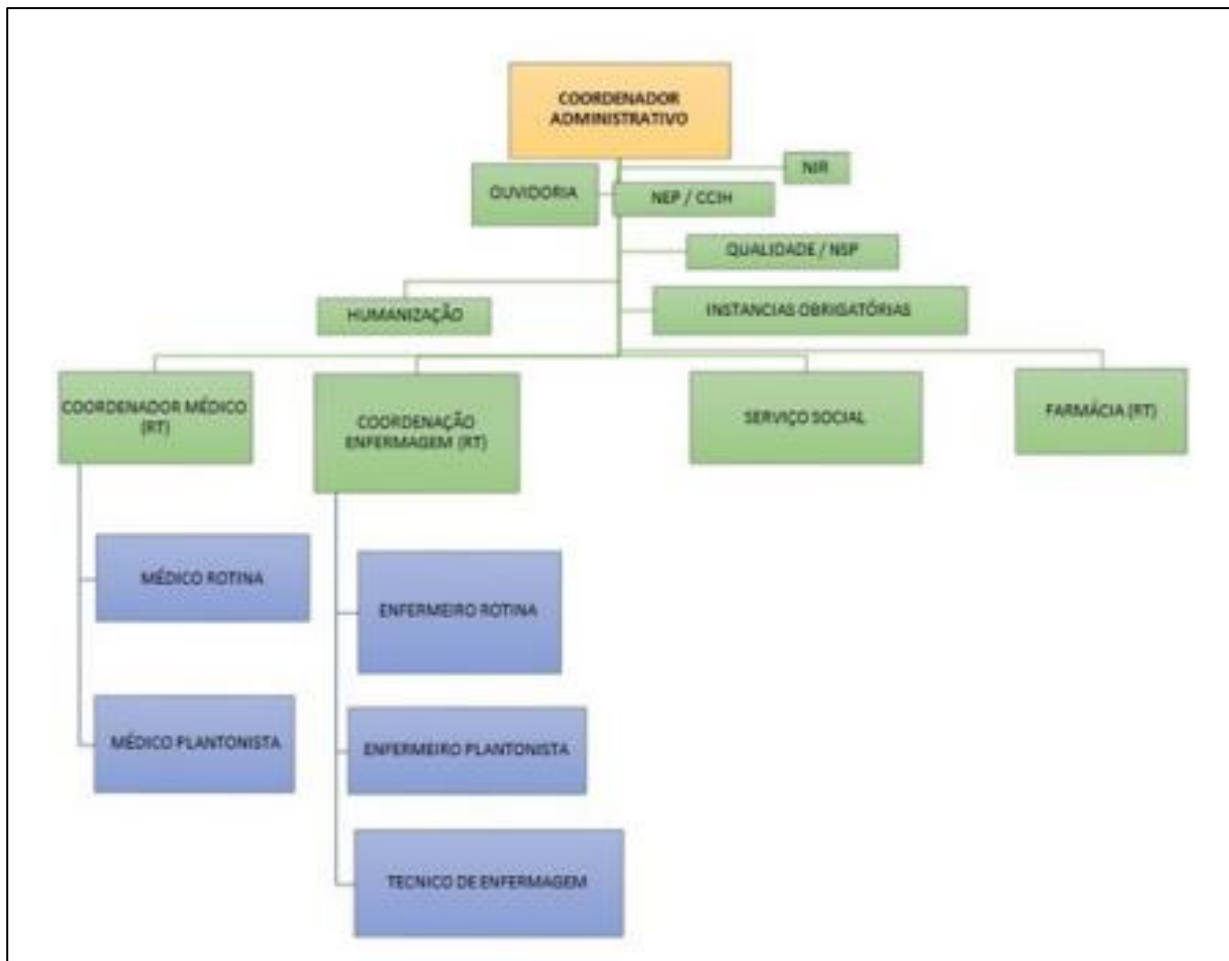 COORDENADOR
ADMINISTRATIVO
NIR
OUVIDORIA
NEP / CCIH
QUALIDADE / NSP
HUMANIZAÇÃO
INSTANCIAS OBRIGATÓRIAS
COORDENADOR MÉDICO
(RT)
COORDENAÇÃO
ENFERMAGEM (RT)
SERVIÇO SOCIAL
FARMÁCIA (RT)
MÉDICO ROTINA
ENFERMEIRO ROTINA
MÉDICO PLANTONISTA
ENFERMEIRO PLANTONISTA
TECNICO DE ENFERMAGEM